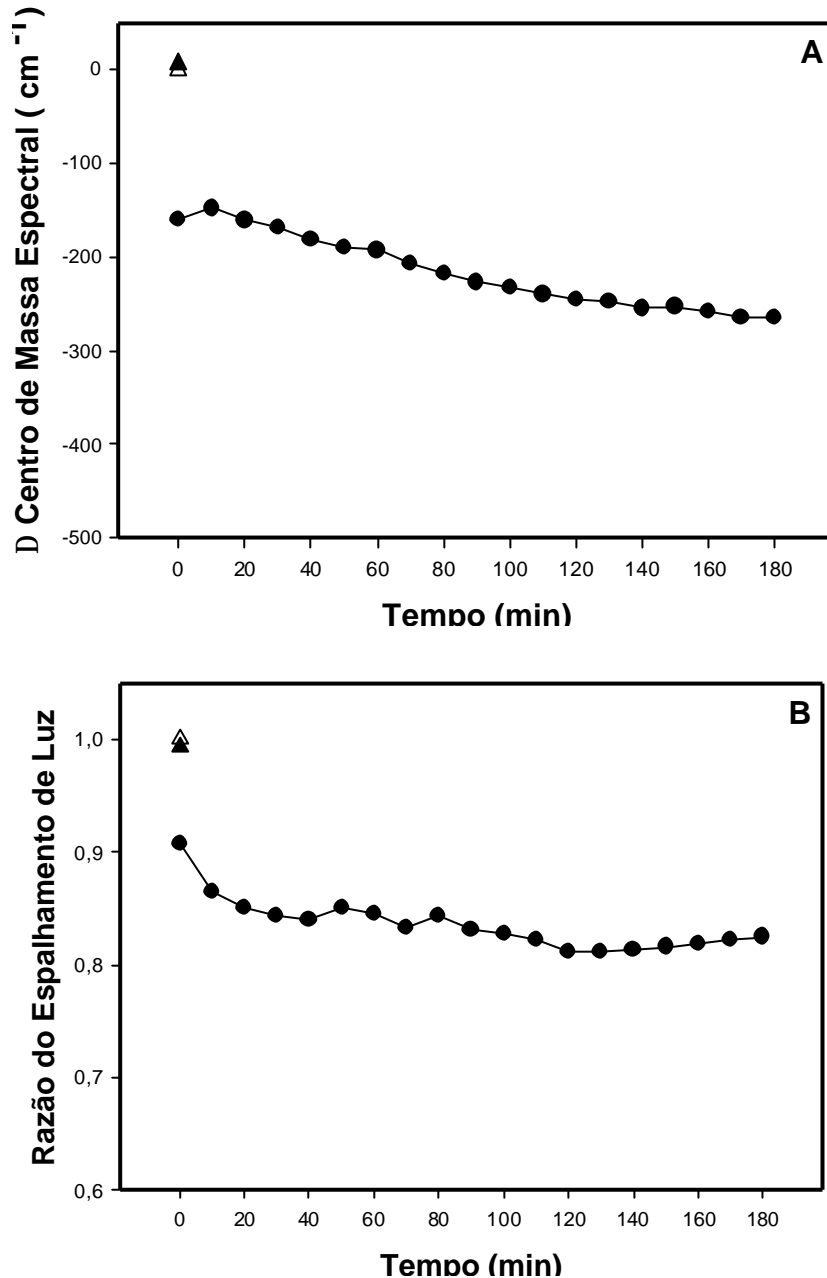 A
D Centro de Massa Espectral ( cm -1)
0
-100
-200
-300
-400
-500
0 20 40 60 80 100 120 140 160 180
Tempo (min)
B
Razão do Espalhamento de Luz
1,0
0,9
0,8
0,7
0,6
0 20 40 60 80 100 120 140 160 180
Tempo (min)